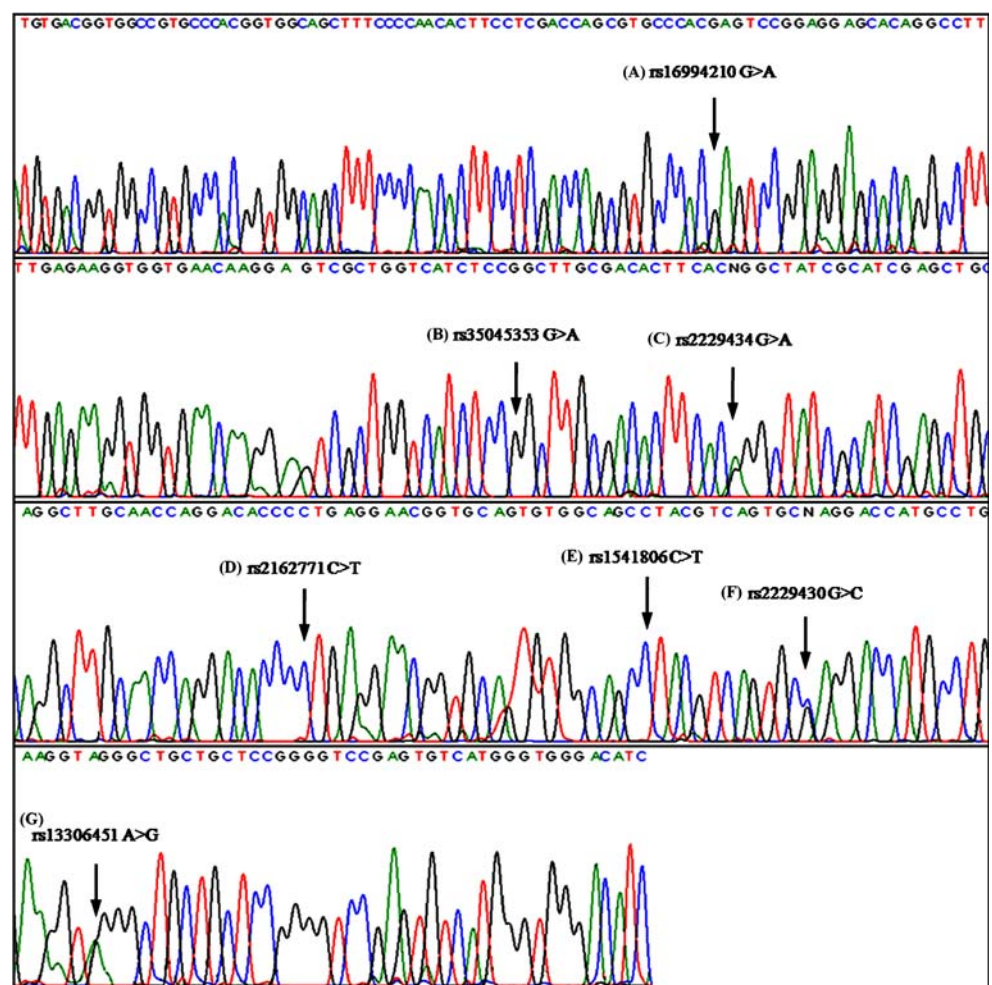 TGTGACGGTGGCCGTGCCCACGGTGGCAGCTTTCCCCAACACTTCCTCGACCAGCGTGCCCACGAGTCCGGAGGAGCACAGGCCTT
(A) rs16994210 G>A
TTGAGAAGGTGGTGAACAAGGA GTCGCTGGTCATCTCCGGCTTGCGACACTTCACNGGCTATCGCATCGAGCTGC
(B) rs35045353 G>A
(C) rs2229434 G>A
AGGCTTGCAACCAGGACACCCCTGAGGAACGGTGCAGTGTGGCAGCCTACGTCAGTGCNAGGACCATGCCTG
(D) rs2162771 C>T
(E) rs1541806 C>T
(F) rs2229430 G>C
AAGGTAGGGCTGCTGCTCCGGGGTCCGAGTGTCATGGGTGGGACATC
(G)
rs13306451 A>G